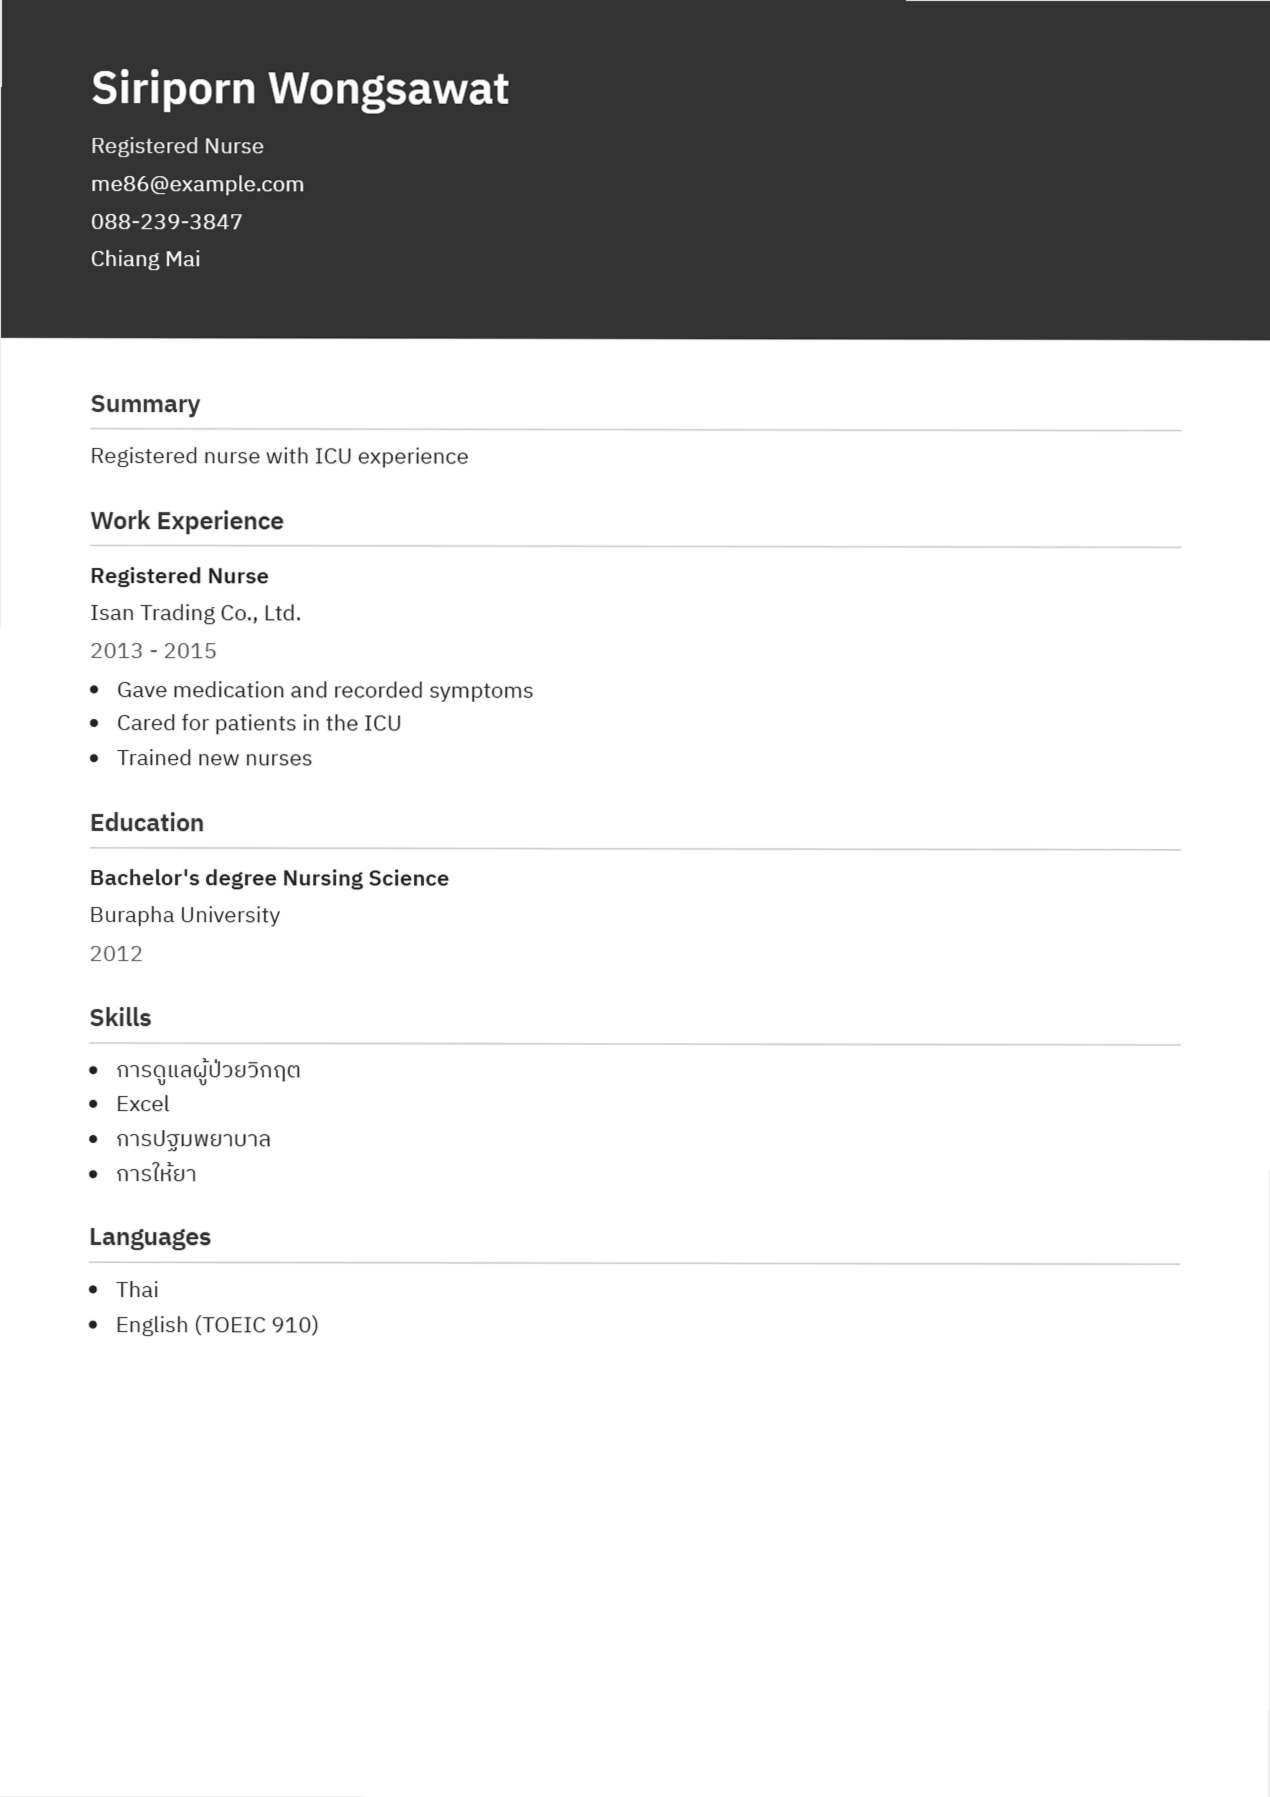 Siriporn Wongsawat
Registered Nurse
me86@example.com
088-239-3847
Chiang Mai
Summary
Registered nurse with ICU experience
Work Experience
Registered Nurse
Isan Trading Co., Ltd.
2013 - 2015
Gave medication and recorded symptoms
Cared for patients in the ICU
Trained new nurses
Education
Bachelor's degree Nursing Science
Burapha University
2012
Skills
การดูแลผู้ป่วยวิกฤต
Excel
การปฐมพยาบาล
การให้ยา
Languages
Thai
English (TOEIC 910)